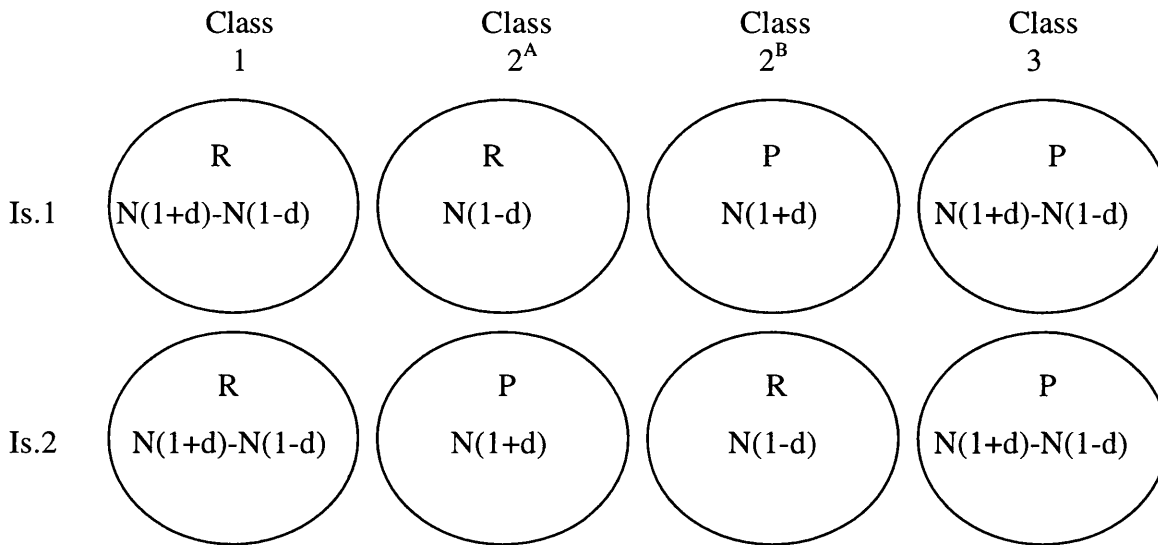 Class Class Class Class
1 2^A 2^B 3
R R P P
Is.1 N(1+d)-N(1-d) N(1-d) N(1+d) N(1+d)-N(1-d)
R P R P
Is.2 N(1+d)-N(1-d) N(1+d) N(1-d) N(1+d)-N(1-d)